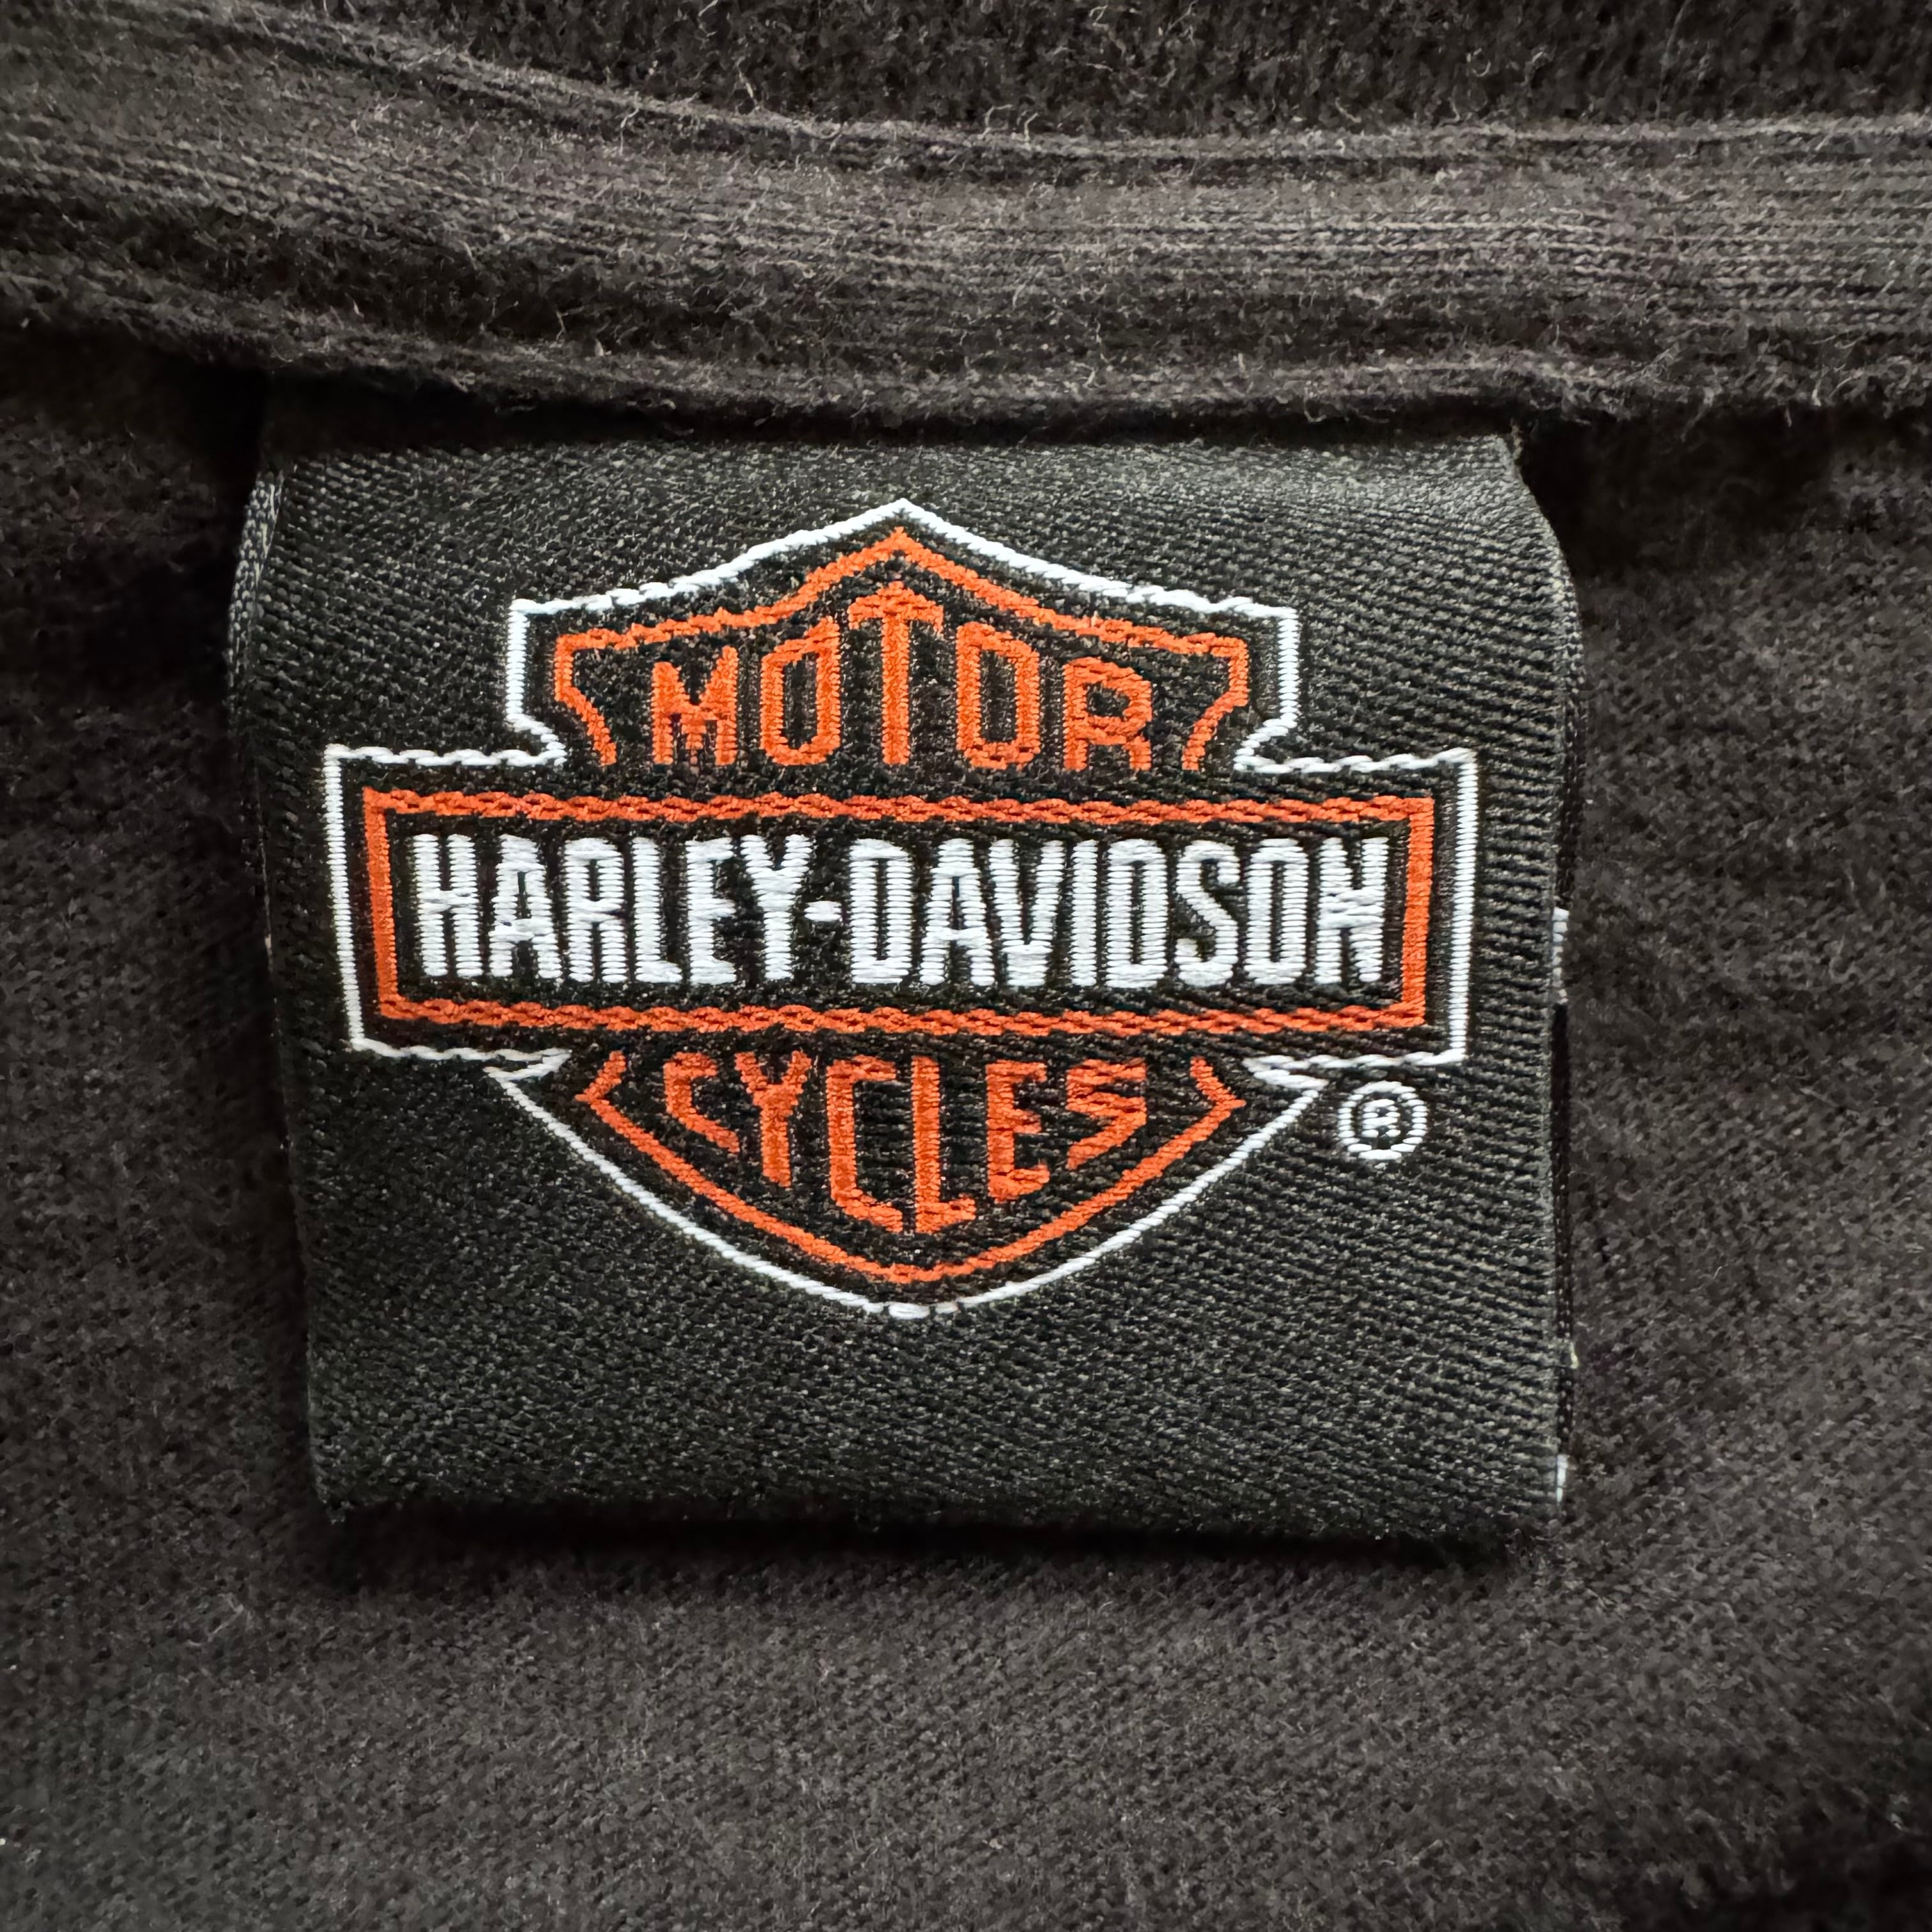 MOTOR
HARLEY-DAVIDSON
CYCLES
®